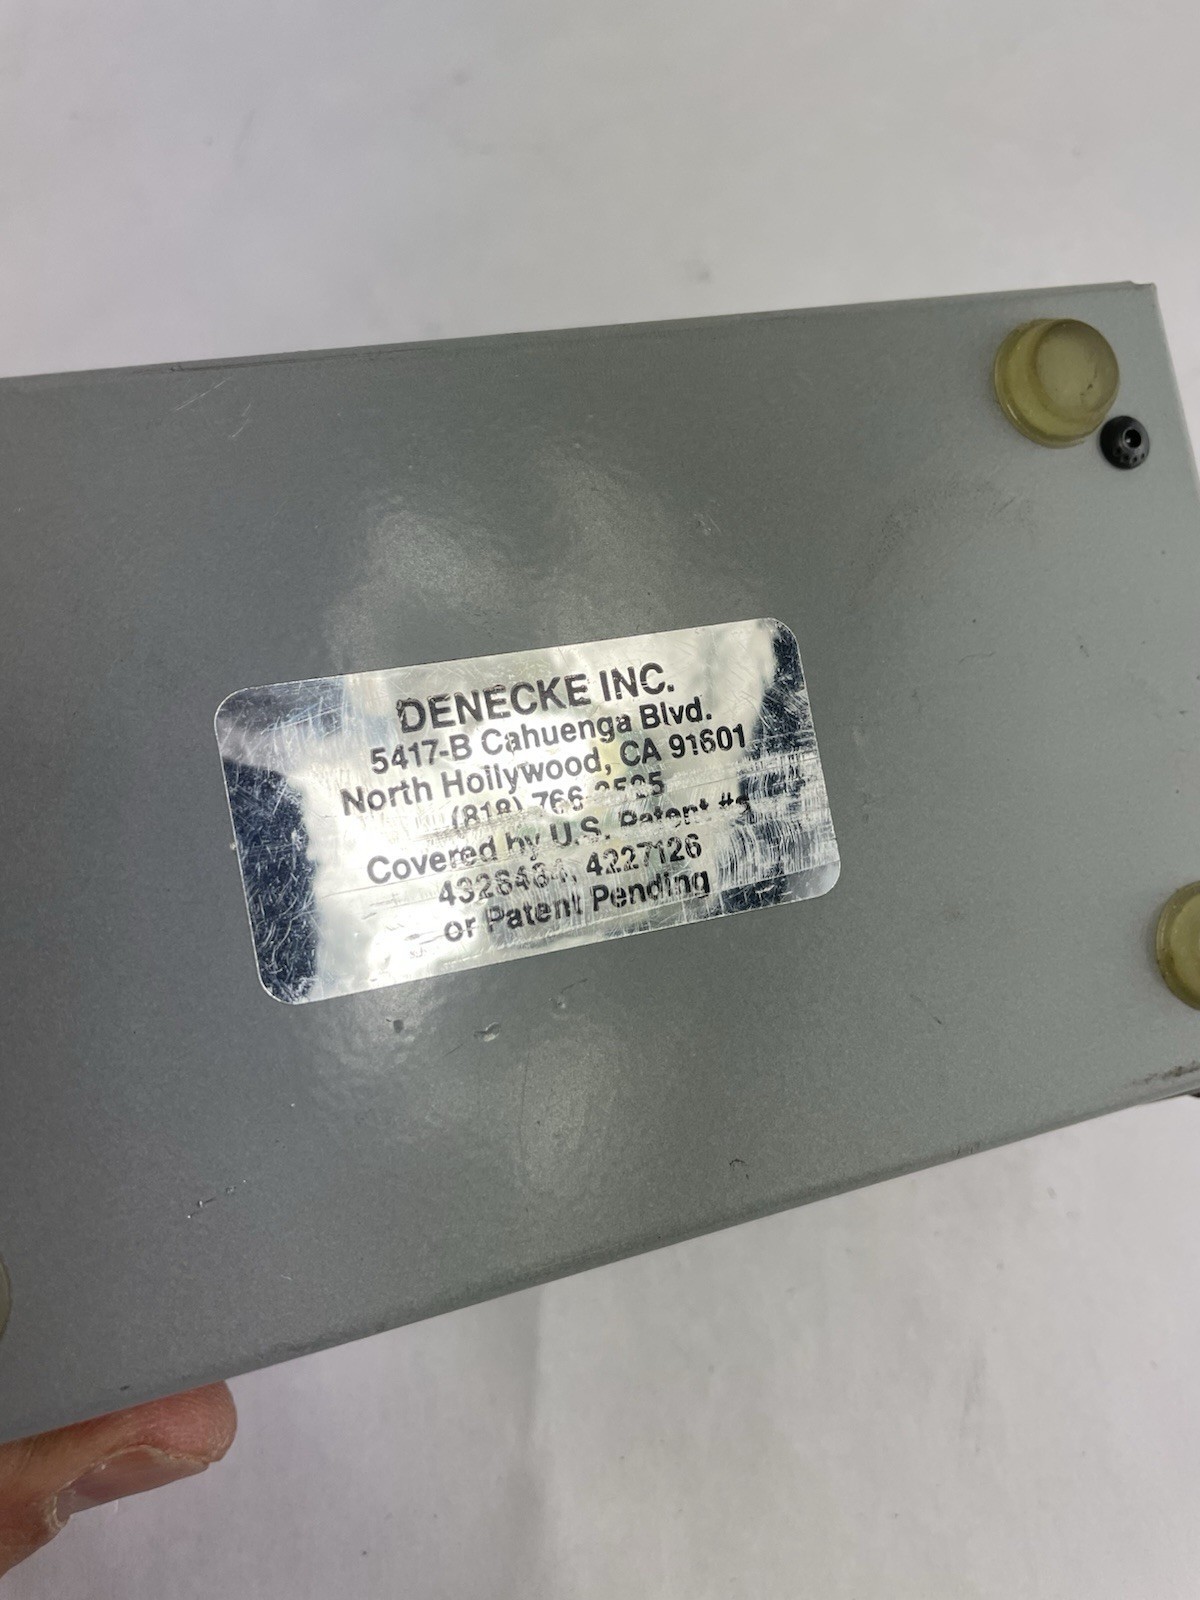 DENECKE INC.
5417-B Cahuenga Blvd.
North Hollywood, CA 91601
(818) 766
Covered by U.S. Patent #s
4227126
or Patent Pending